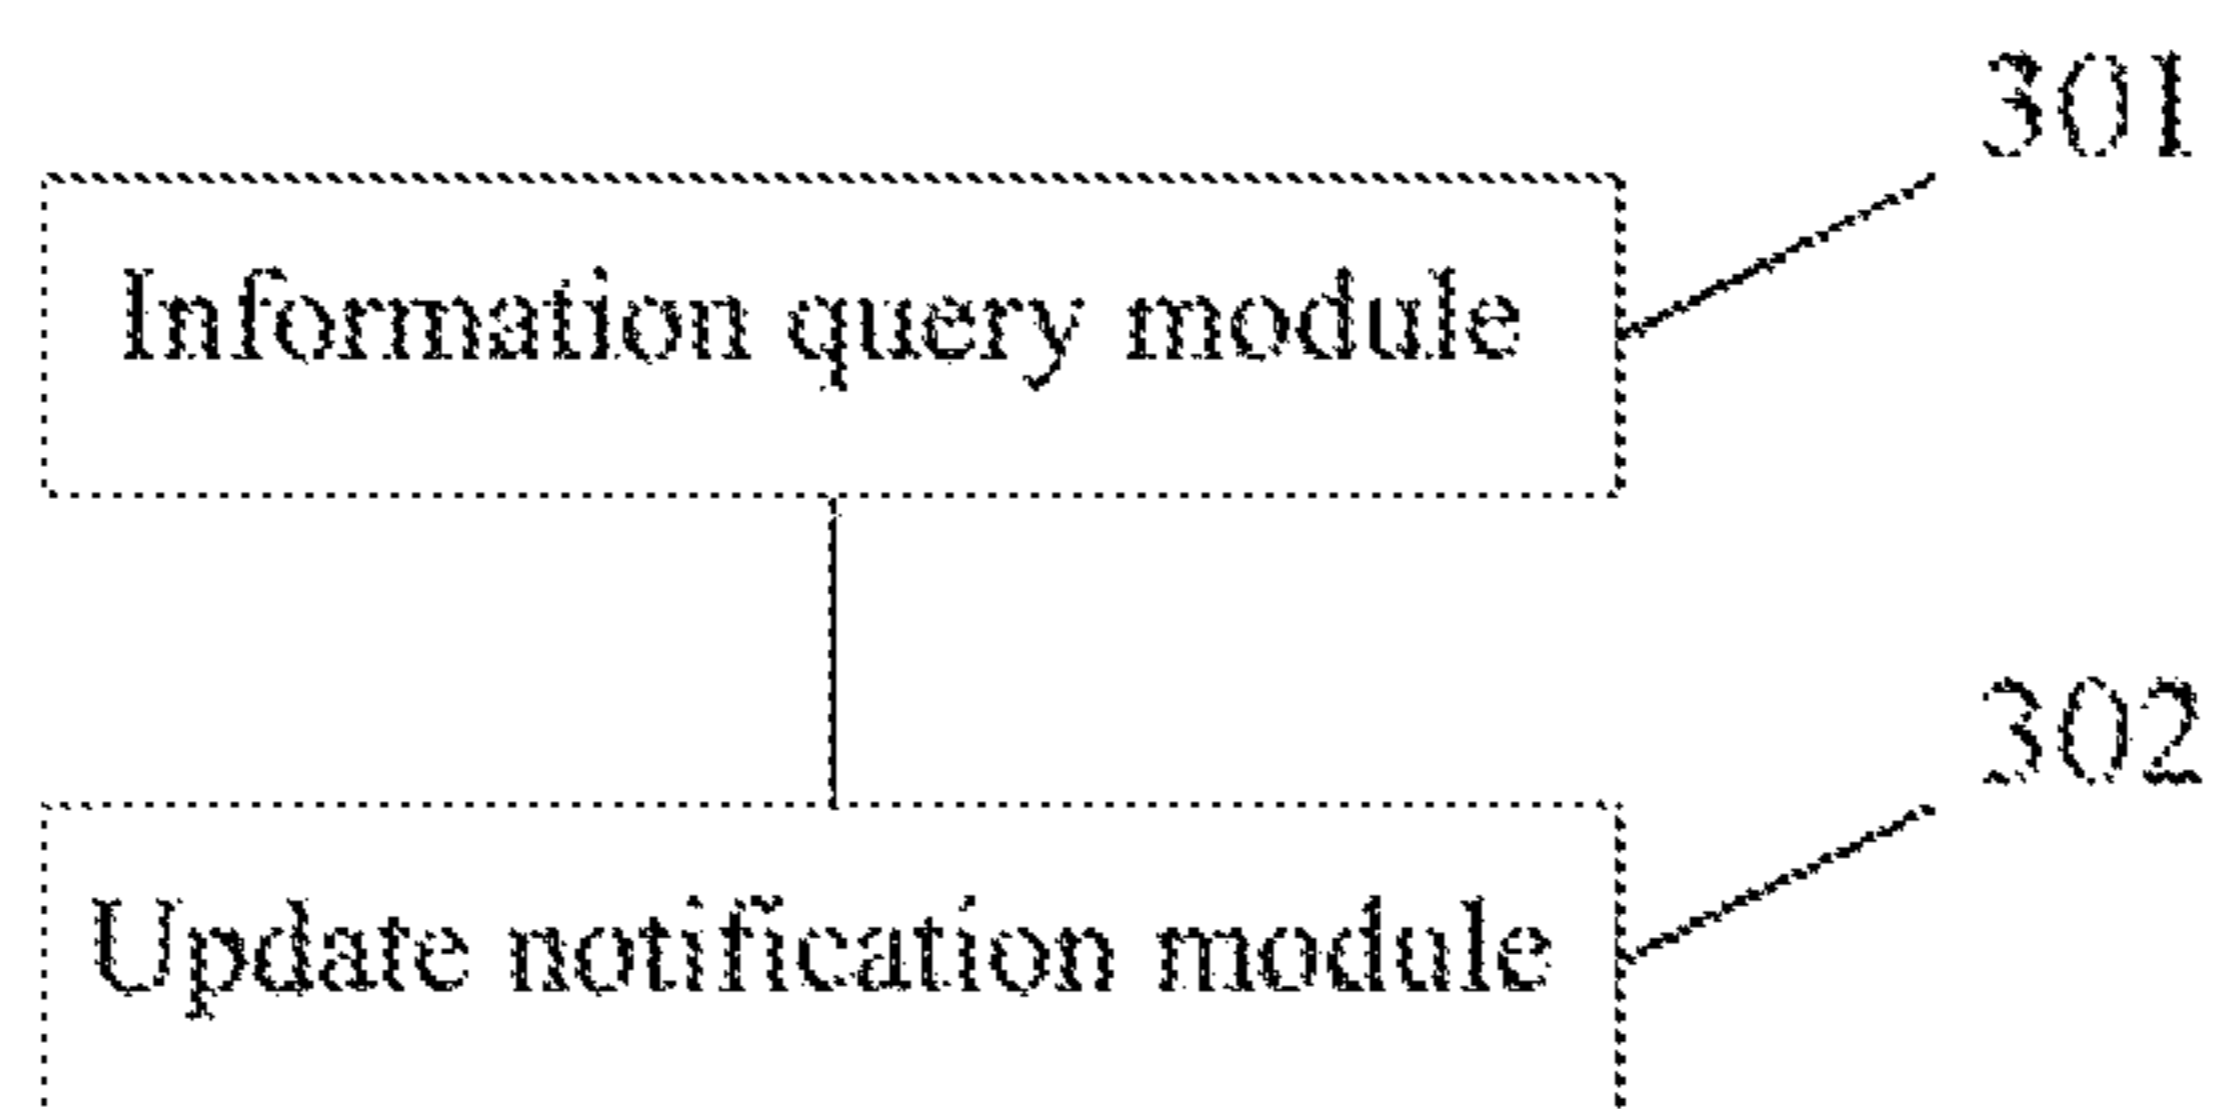 301
Information query module
302
Update notification module